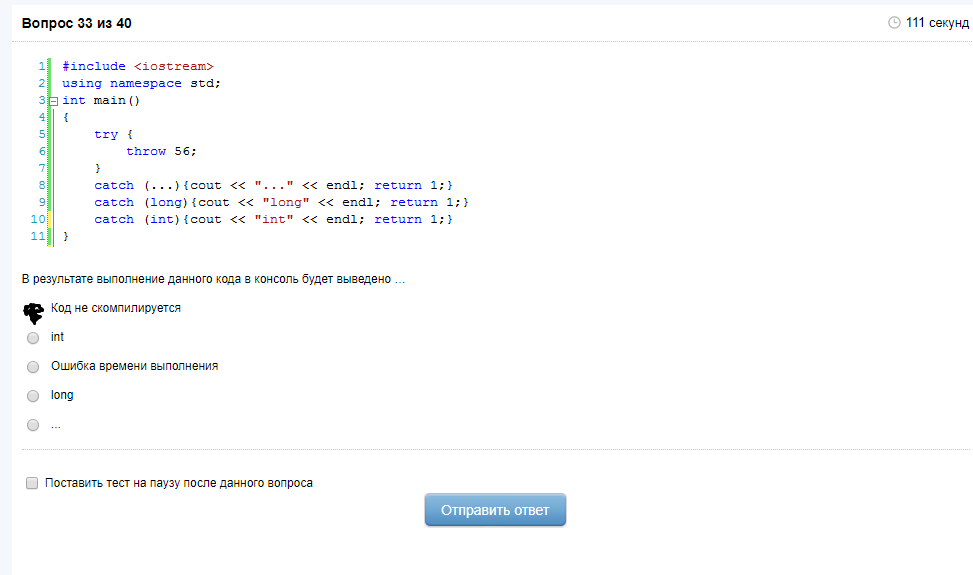 Вопрос 33 из 40
111 секунд
1 #include <iostream>
2 using namespace std;
3 int main()
4 {
5 try {
6 throw 56;
7 }
8 catch (...){cout << "..." << endl; return 1;}
9 catch (long){cout << "long" << endl; return 1;}
10 catch (int){cout << "int" << endl; return 1;}
11 }
В результате выполнение данного кода в консоль будет выведено ...
Код не скомпилируется
int
Ошибка времени выполнения
long
...
Поставить тест на паузу после данного вопроса
Отправить ответ